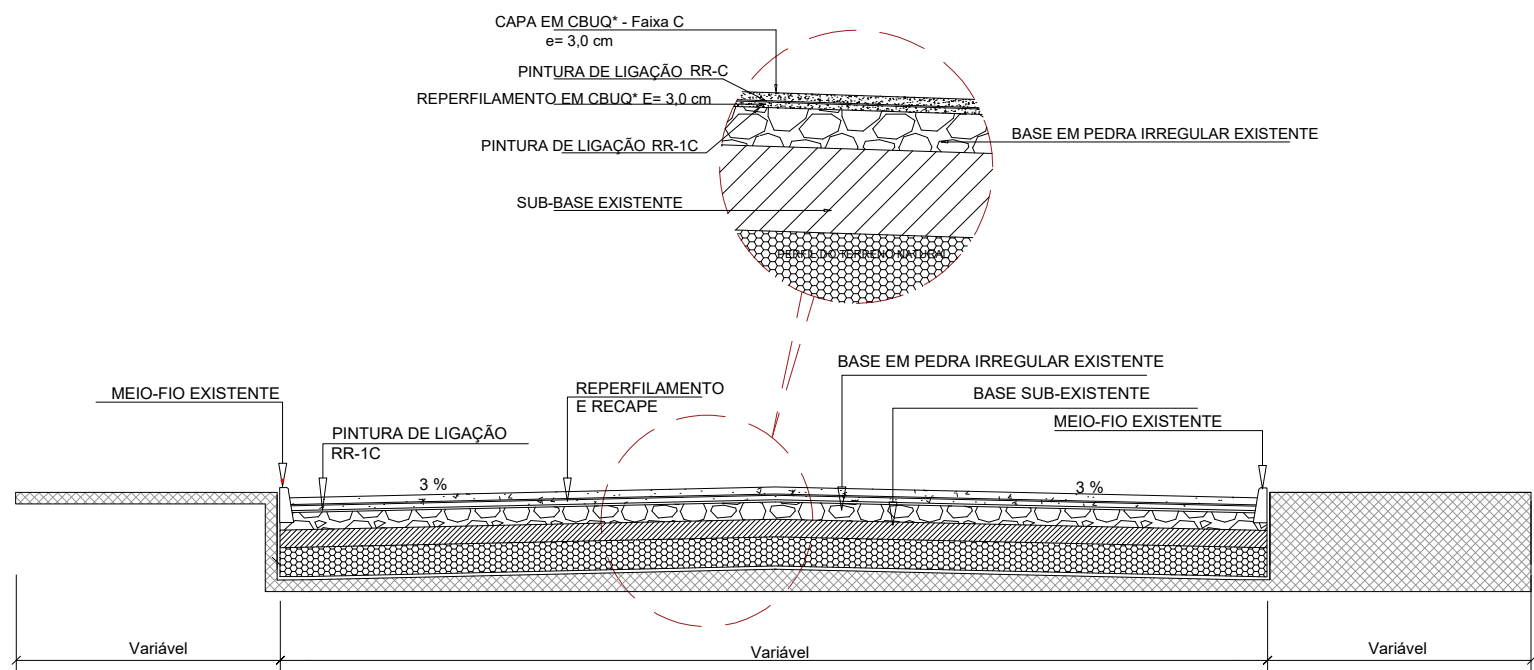 CAPA EM CBUQ* - Faixa C
e= 3,0 cm
PINTURA DE LIGAÇÃO RR-C
REPERFILAMENTO EM CBUQ* E= 3,0 cm
PINTURA DE LIGAÇÃO RR-1C
BASE EM PEDRA IRREGULAR EXISTENTE
SUB-BASE EXISTENTE
PERFIL DO TERRENO NATURAL
MEIO-FIO EXISTENTE
PINTURA DE LIGAÇÃO
RR-1C
REPERFILAMENTO
E RECAPE
BASE EM PEDRA IRREGULAR EXISTENTE
BASE SUB-EXISTENTE
MEIO-FIO EXISTENTE
3 %
3 %
Variável
Variável
Variável